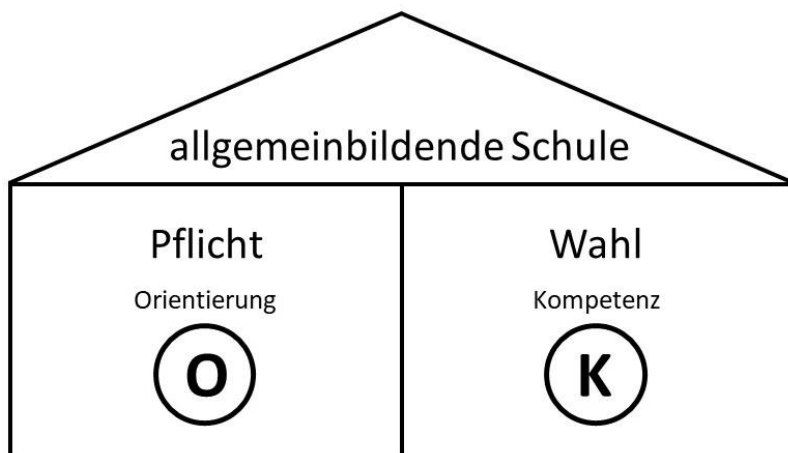 allgemeinbildende Schule
Pflicht
Wahl
Orientierung
Kompetenz
O
K